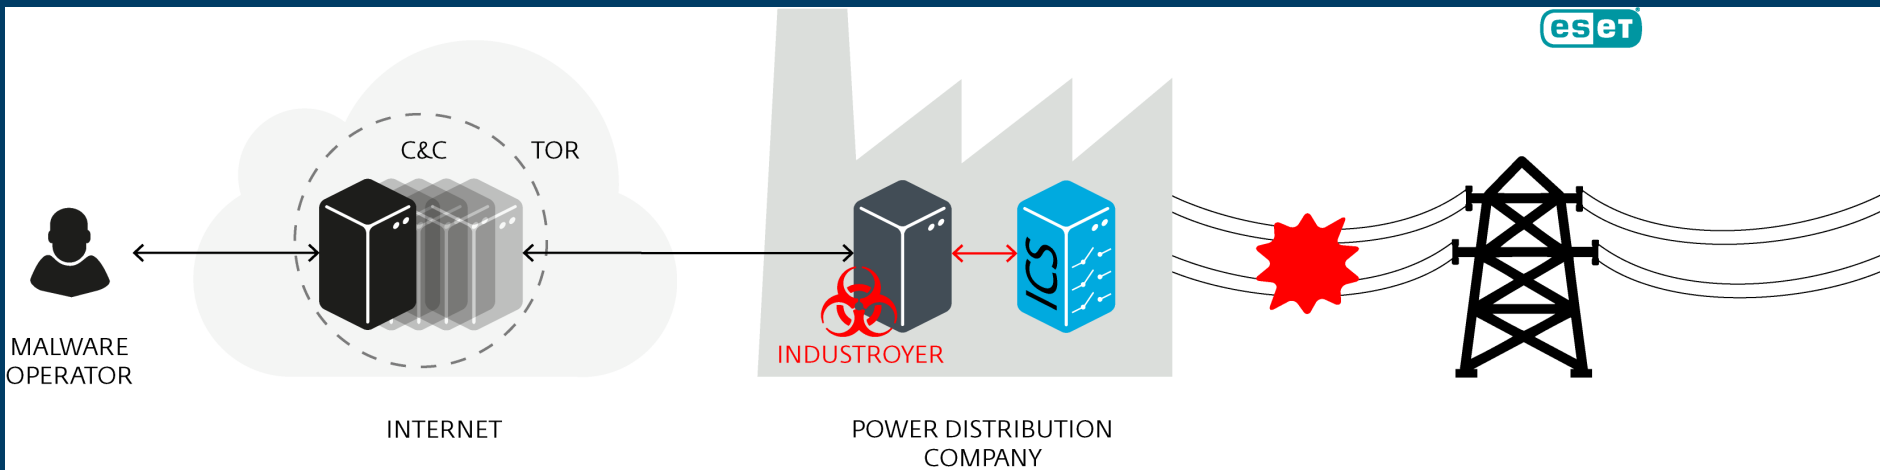 eseT
C&C
TOR
ICS
INDUSTROYER
MALWARE
OPERATOR
INTERNET
POWER DISTRIBUTION
COMPANY